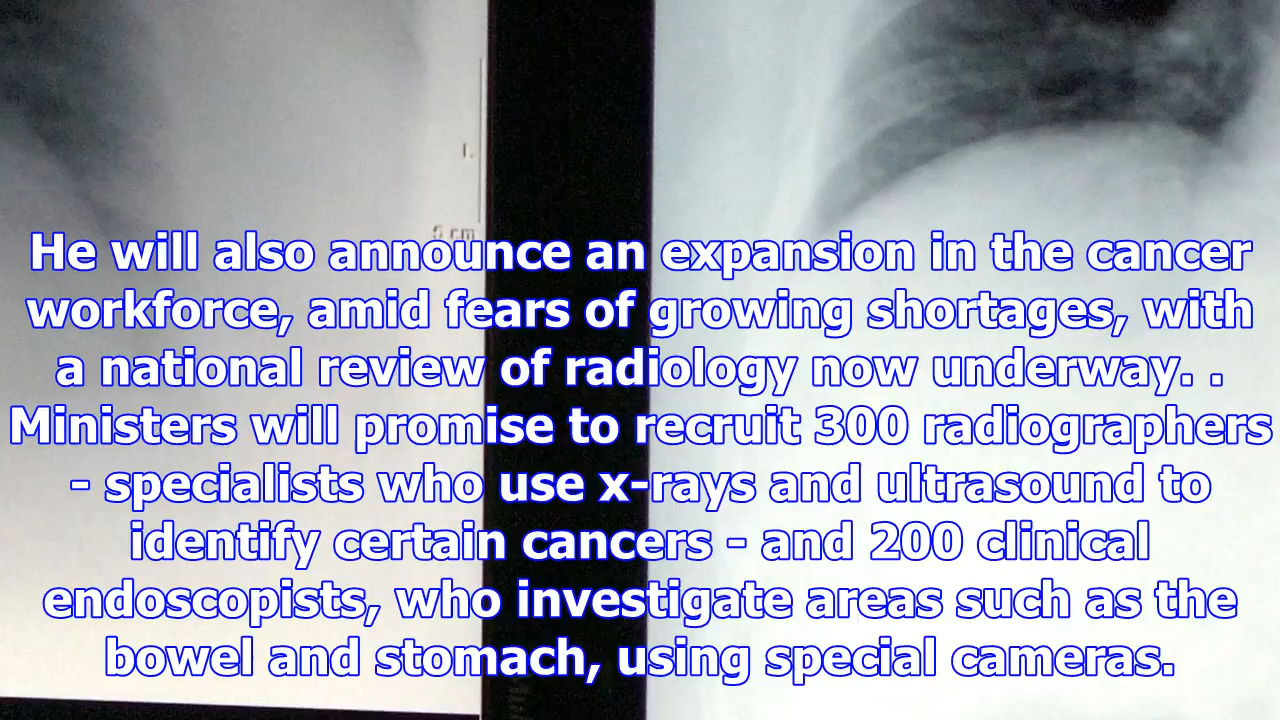 L
5 cm
He will also announce an expansion in the cancer
workforce, amid fears of growing shortages, with
a national review of radiology now underway. .
Ministers will promise to recruit 300 radiographers
- specialists who use x-rays and ultrasound to
identify certain cancers - and 200 clinical
endoscopists, who investigate areas such as the
bowel and stomach, using special cameras.